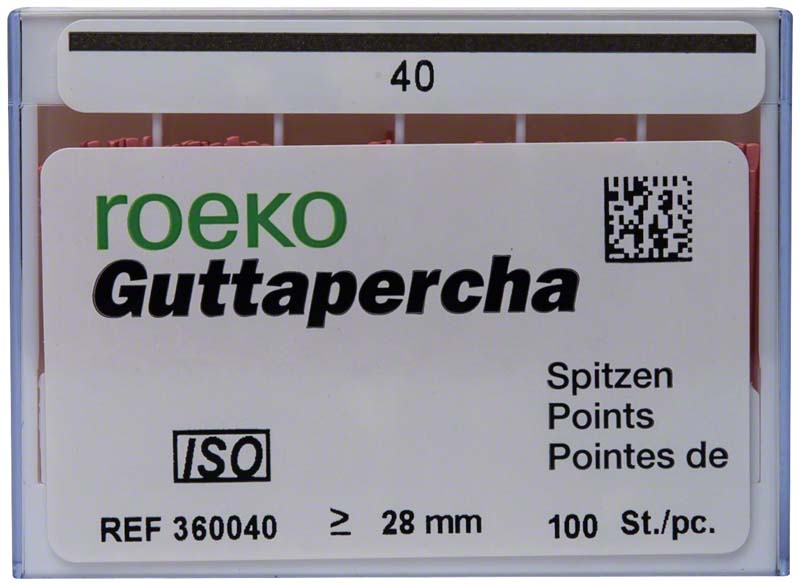 40
roeko
Guttapercha
Spitzen
Points
Pointes de
ISO
REF 360040 ≥ 28 mm 100 St./pc.